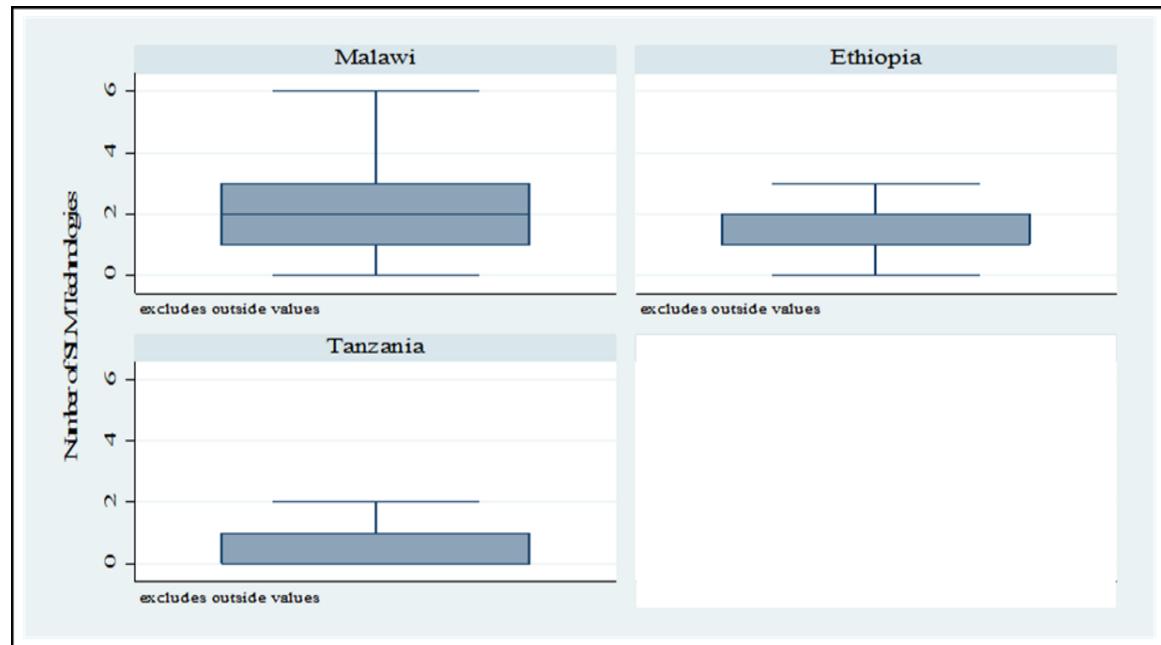 Malawi
Ethiopia
Number of SLM Technologies
6
4
2
0
excludes outside values
excludes outside values
Tanzania
6
4
2
0
excludes outside values